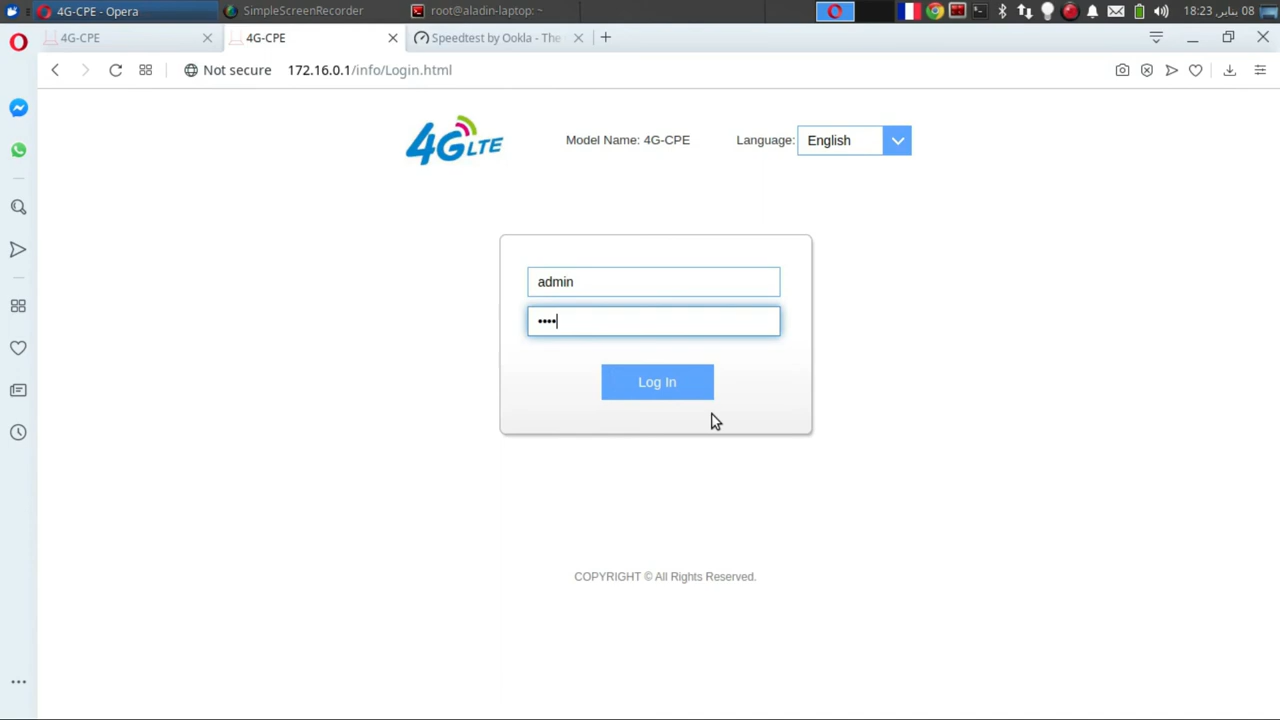 4G-CPE - Opera
SimpleScreenRecorder
root@aladin-laptop: ~
18:23 يناير, 08
4G-CPE
4G-CPE
Speedtest by Ookla - The
Not secure
172.16.0.1/info/Login.html
4G LTE
Model Name: 4G-CPE
Language:
English
admin
••••
Log In
COPYRIGHT © All Rights Reserved.